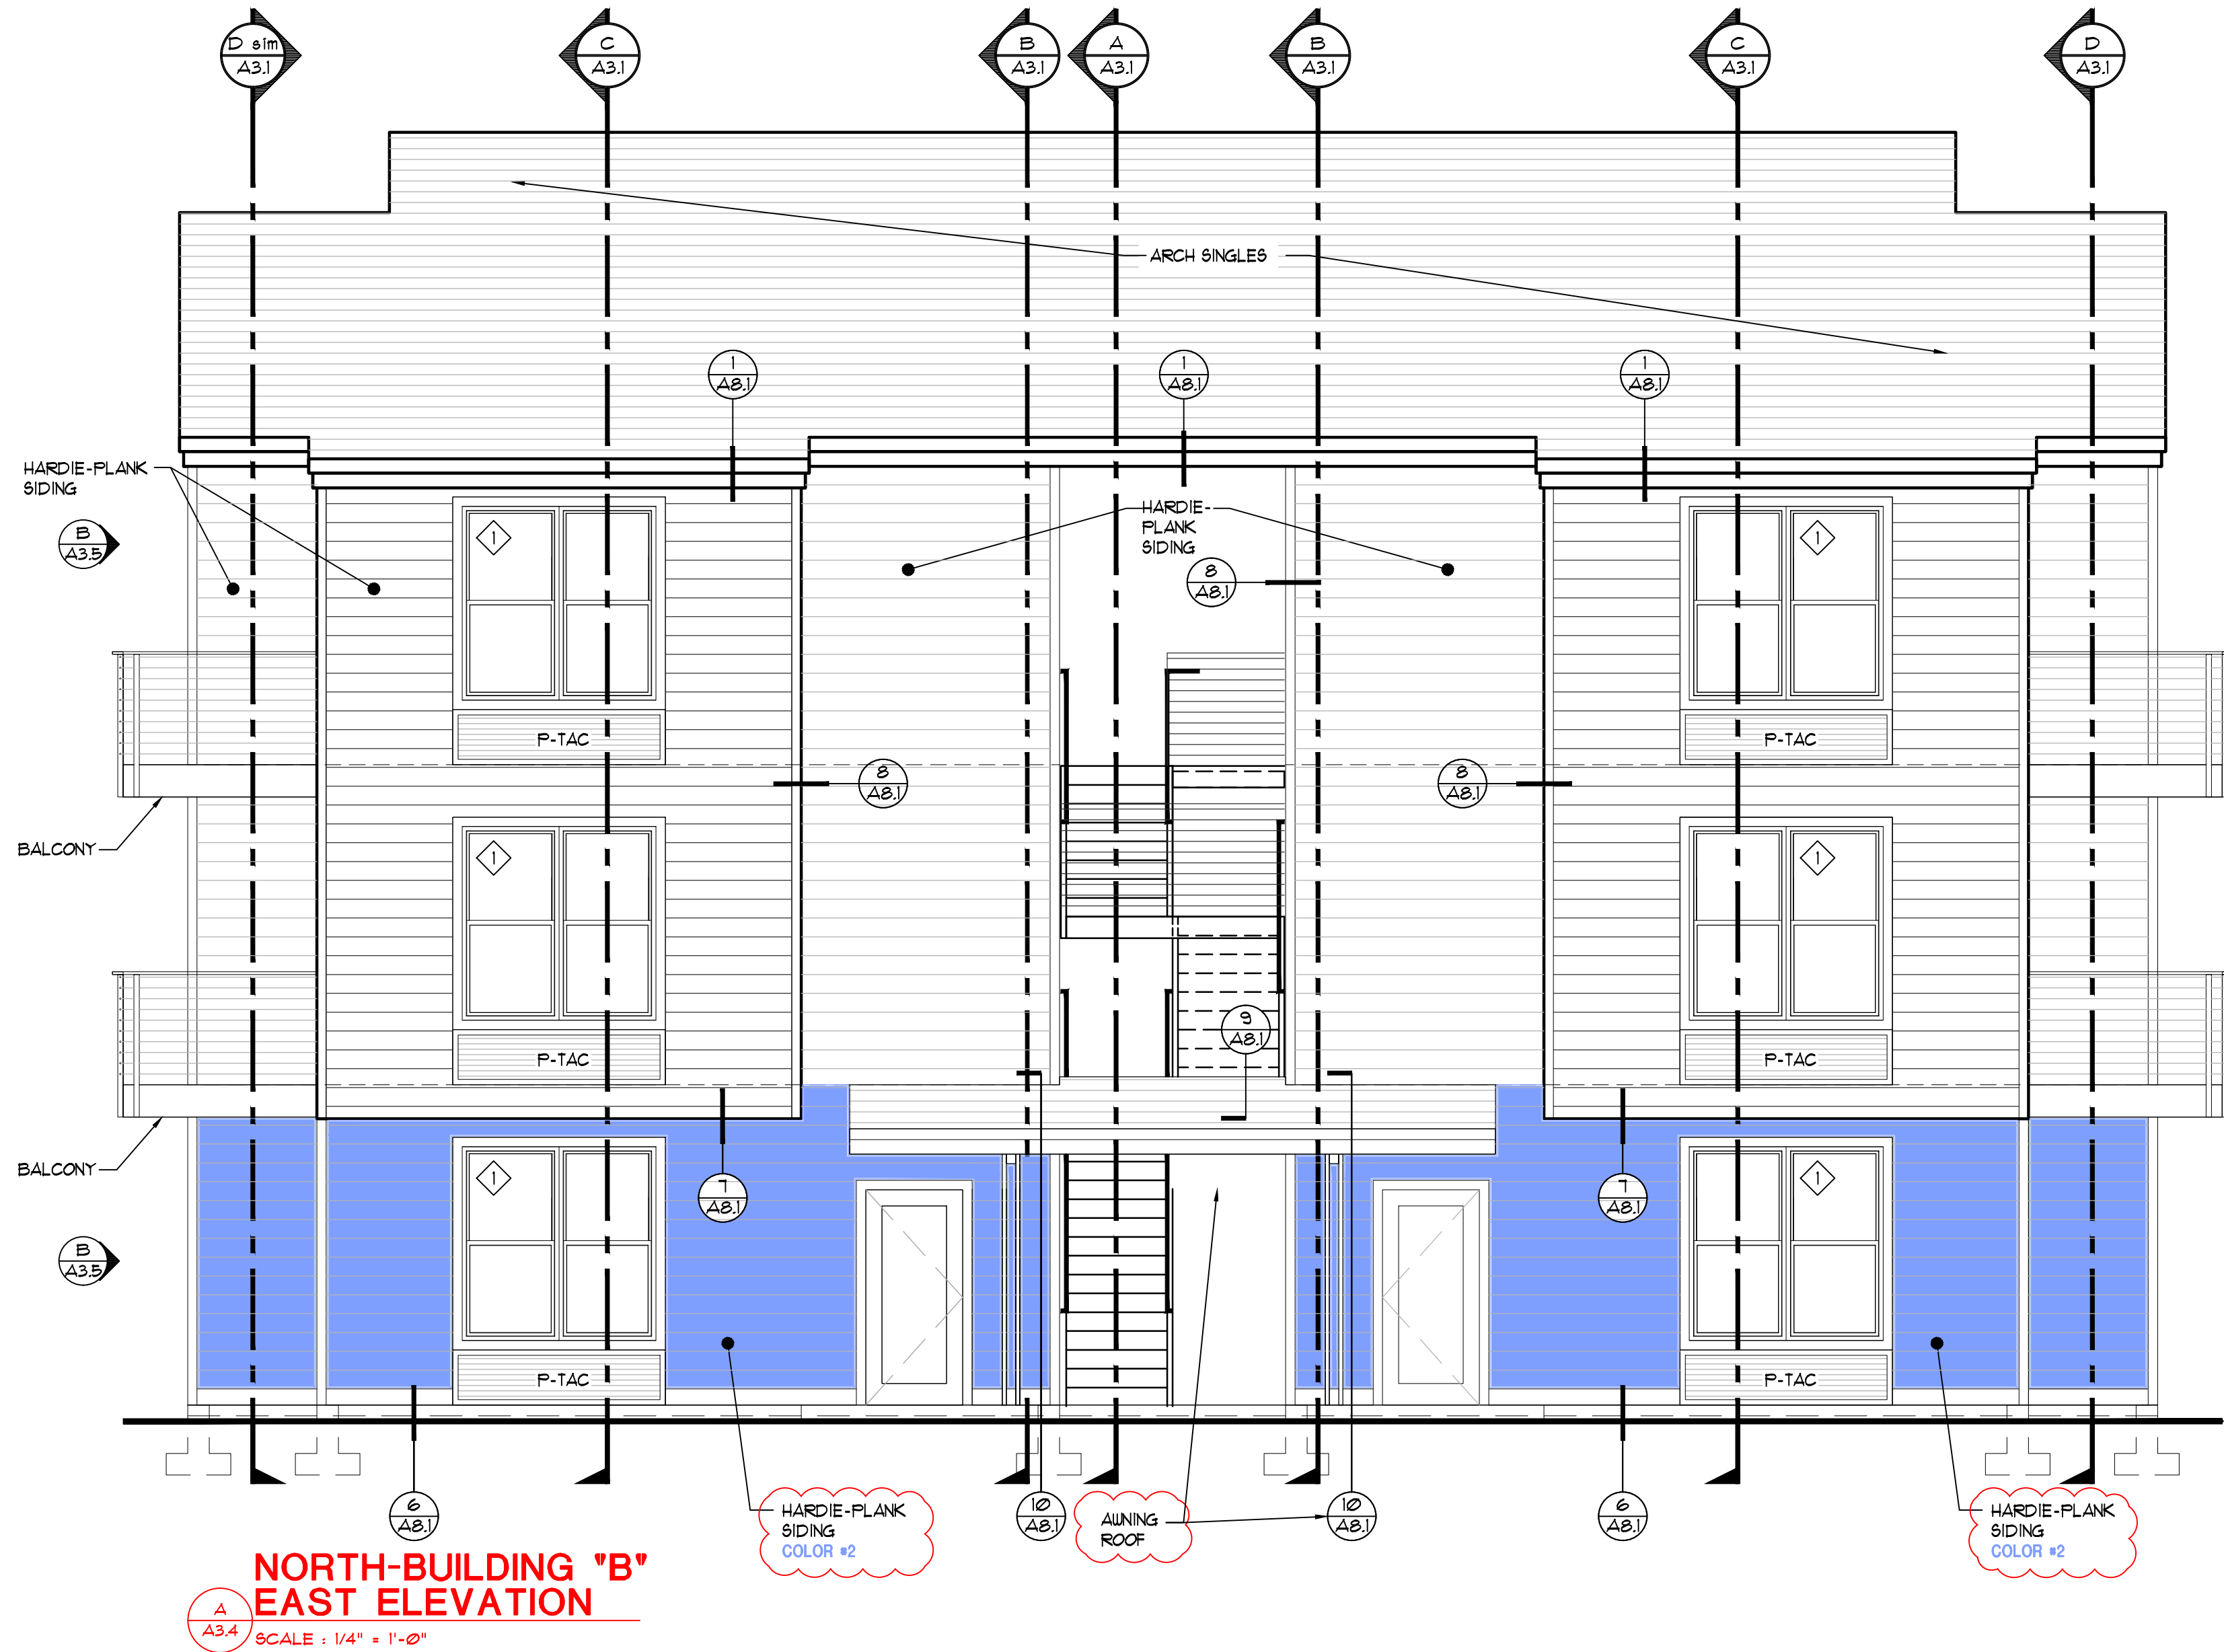 D sim
A3.1
C
A3.1
B
A3.1
A
A3.1
B
A3.1
C
A3.1
D
A3.1
ARCH SINGLES
1
A8.1
1
A8.1
1
A8.1
HARDIE-PLANK
SIDING
B
A3.5
HARDIE-
PLANK
SIDING
1
1
8
A8.1
P-TAC
P-TAC
8
A8.1
8
A8.1
BALCONY
1
1
9
A8.1
P-TAC
P-TAC
BALCONY
1
1
7
A8.1
7
A8.1
B
A3.5
P-TAC
P-TAC
6
A8.1
HARDIE-PLANK
SIDING
COLOR #2
10
A8.1
AWNING
ROOF
10
A8.1
6
A8.1
HARDIE-PLANK
SIDING
COLOR #2
NORTH-BUILDING "B"
EAST ELEVATION
A
A3.4
SCALE : 1/4" = 1'-0"